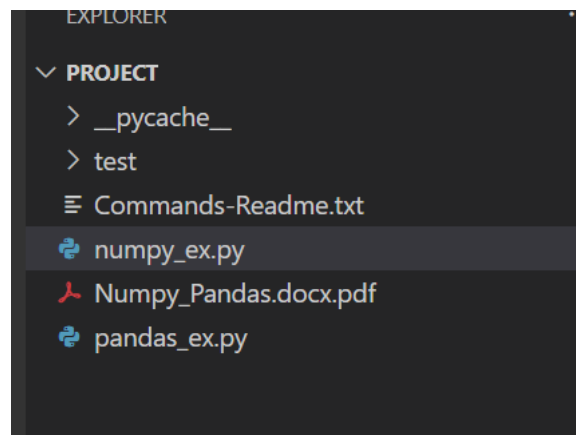 EXPLORER
PROJECT
__pycache__
test
Commands-Readme.txt
numpy_ex.py
Numpy_Pandas.docx.pdf
pandas_ex.py